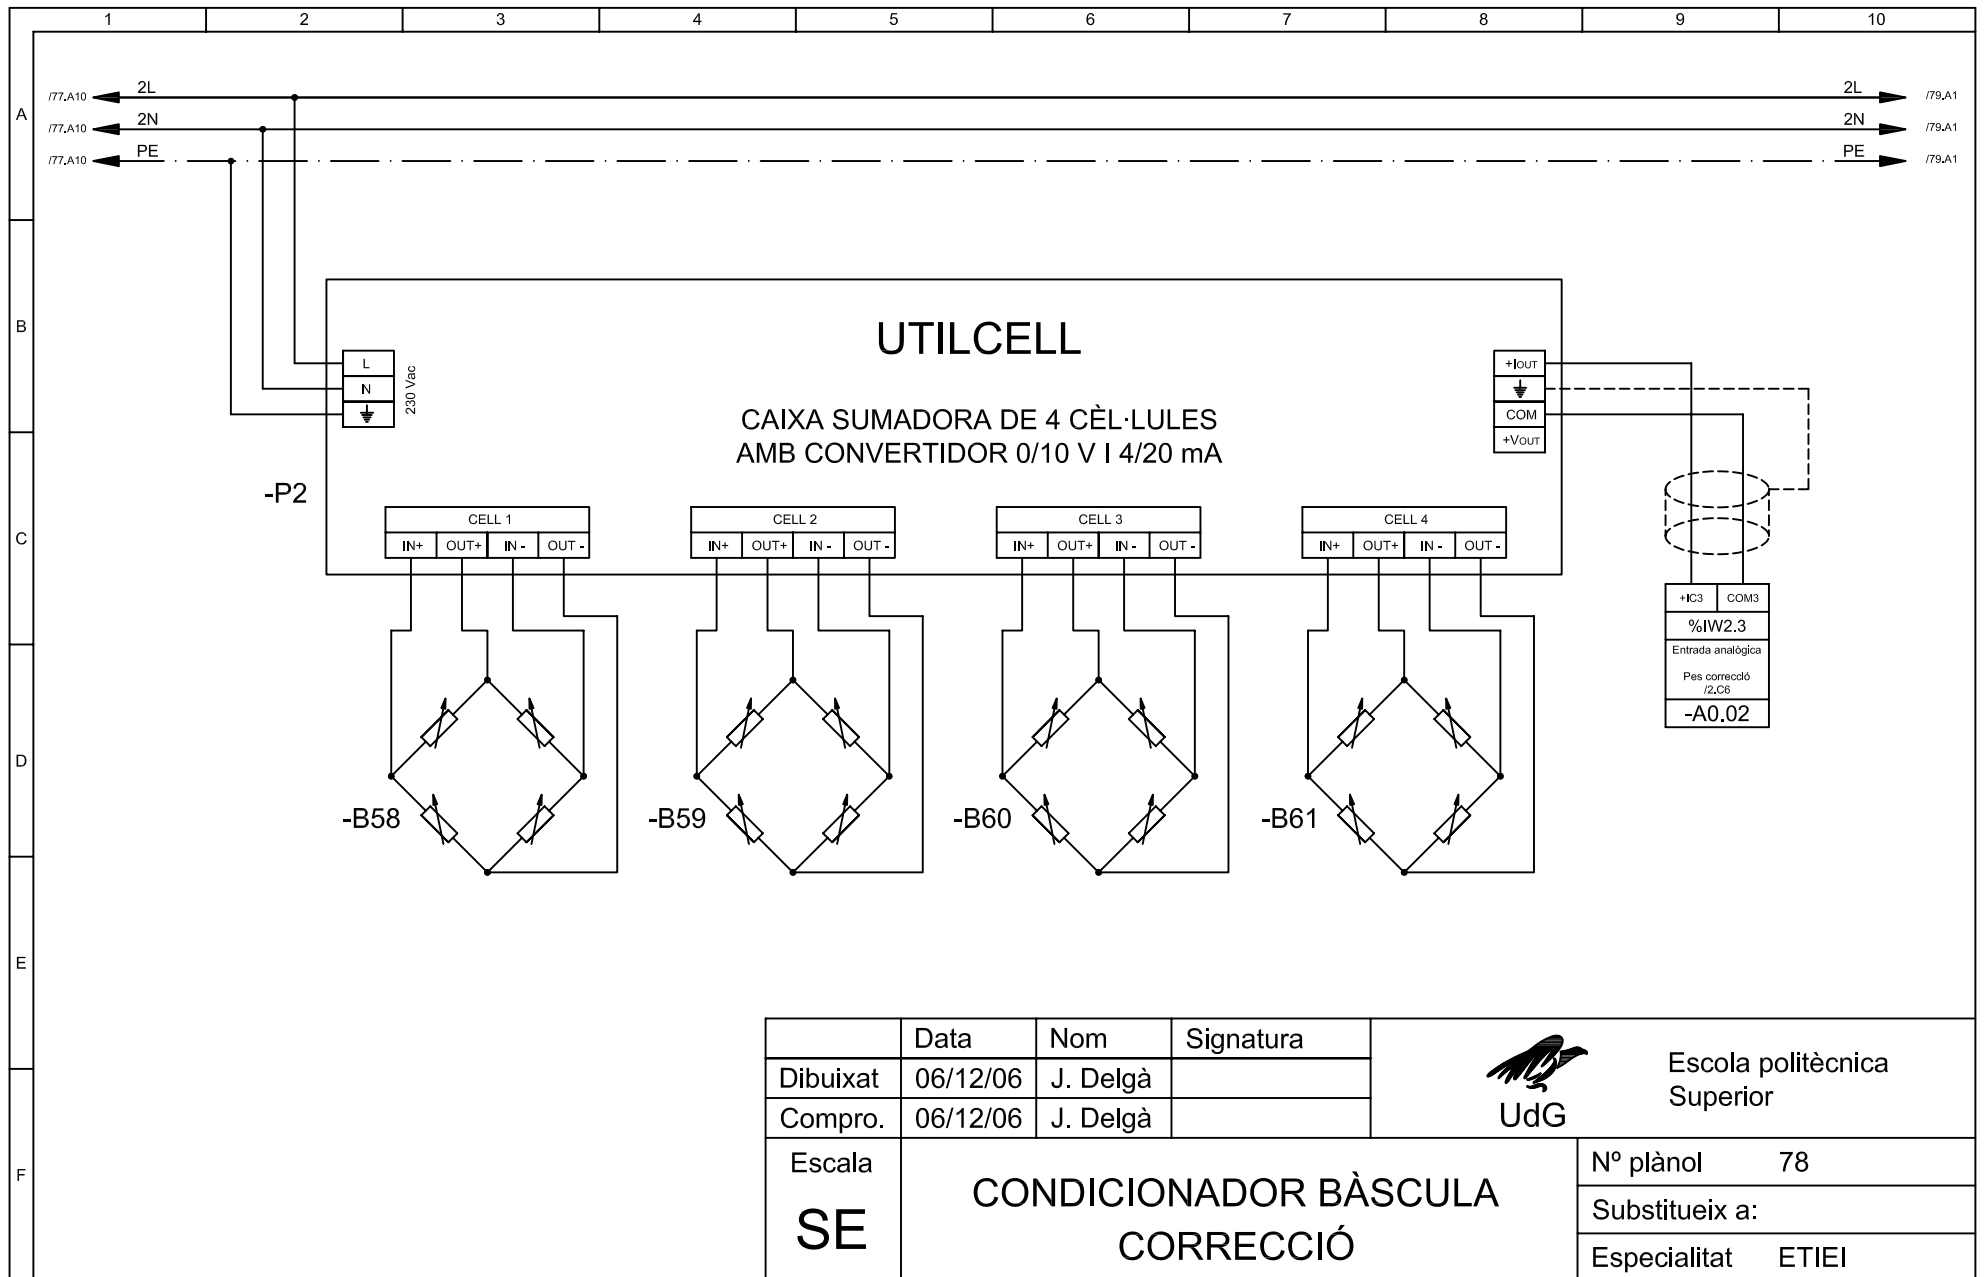 1 2 3 4 5 6 7 8 9 10
A
/77.A10 2L 2L /79.A1
/77.A10 2N 2N /79.A1
/77.A10 PE PE /79.A1
B
UTILCELL
L
N
230 Vac
CAIXA SUMADORA DE 4 CÈL·LULES
AMB CONVERTIDOR 0/10 V I 4/20 mA
+IOUT
COM
+VOUT
-P2
C
CELL 1
IN+ OUT+ IN - OUT -
CELL 2
IN+ OUT+ IN - OUT -
CELL 3
IN+ OUT+ IN - OUT -
CELL 4
IN+ OUT+ IN - OUT -
+IC3 COM3
%IW2.3
Entrada analògica
Pes correcció
/2.C6
-A0.02
D
-B58
-B59
-B60
-B61
E
F
Data Nom Signatura
Dibuixat 06/12/06 J. Delgà
Compro. 06/12/06 J. Delgà
UdG
Escola politècnica
Superior
Escala
SE
CONDICIONADOR BÀSCULA
CORRECCIÓ
Nº plànol 78
Substitueix a:
Especialitat ETIEI